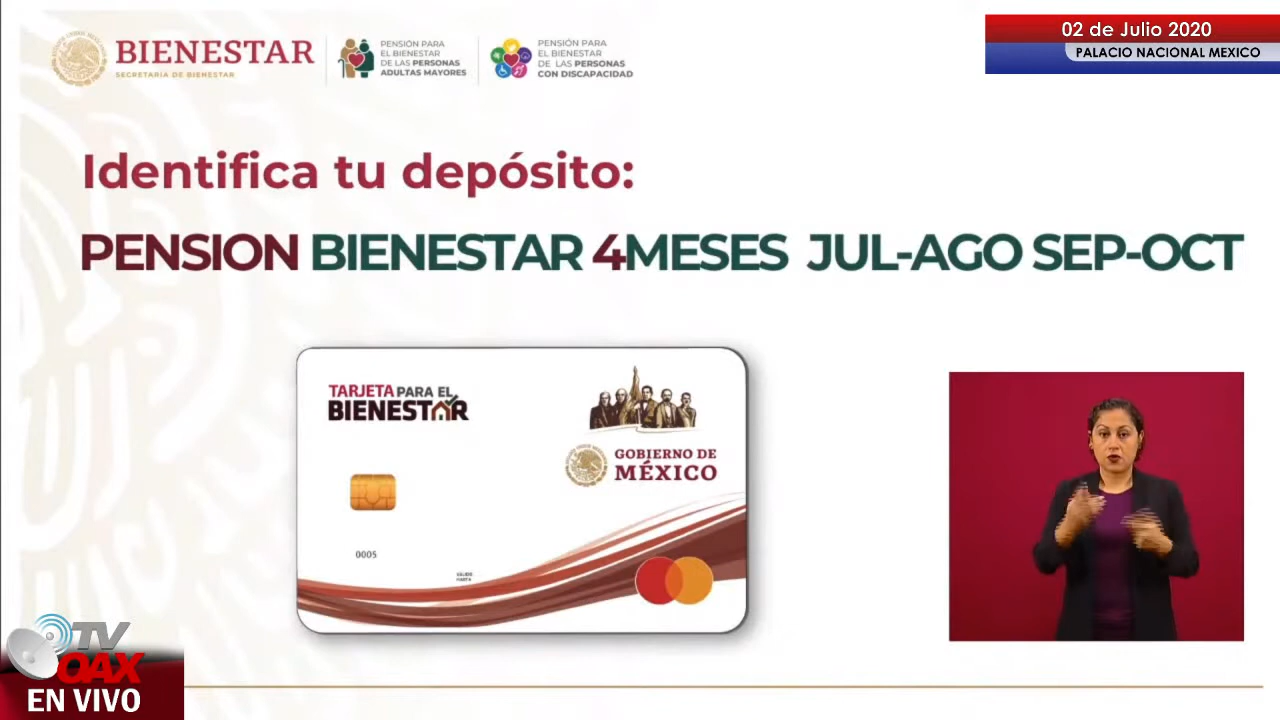 BIENESTAR
SECRETARÍA DE BIENESTAR
PENSIÓN PARA
EL BIENESTAR
DE LAS PERSONAS
ADULTAS MAYORES
PENSIÓN PARA
EL BIENESTAR
DE LAS PERSONAS
CON DISCAPACIDAD
02 de Julio 2020
PALACIO NACIONAL MEXICO
Identifica tu depósito:
PENSION BIENESTAR 4MESES JUL-AGO SEP-OCT
TARJETA PARA EL
BIENESTAR
GOBIERNO DE
MÉXICO
0005
VÁLIDO
HASTA
TV
OAX
EN VIVO